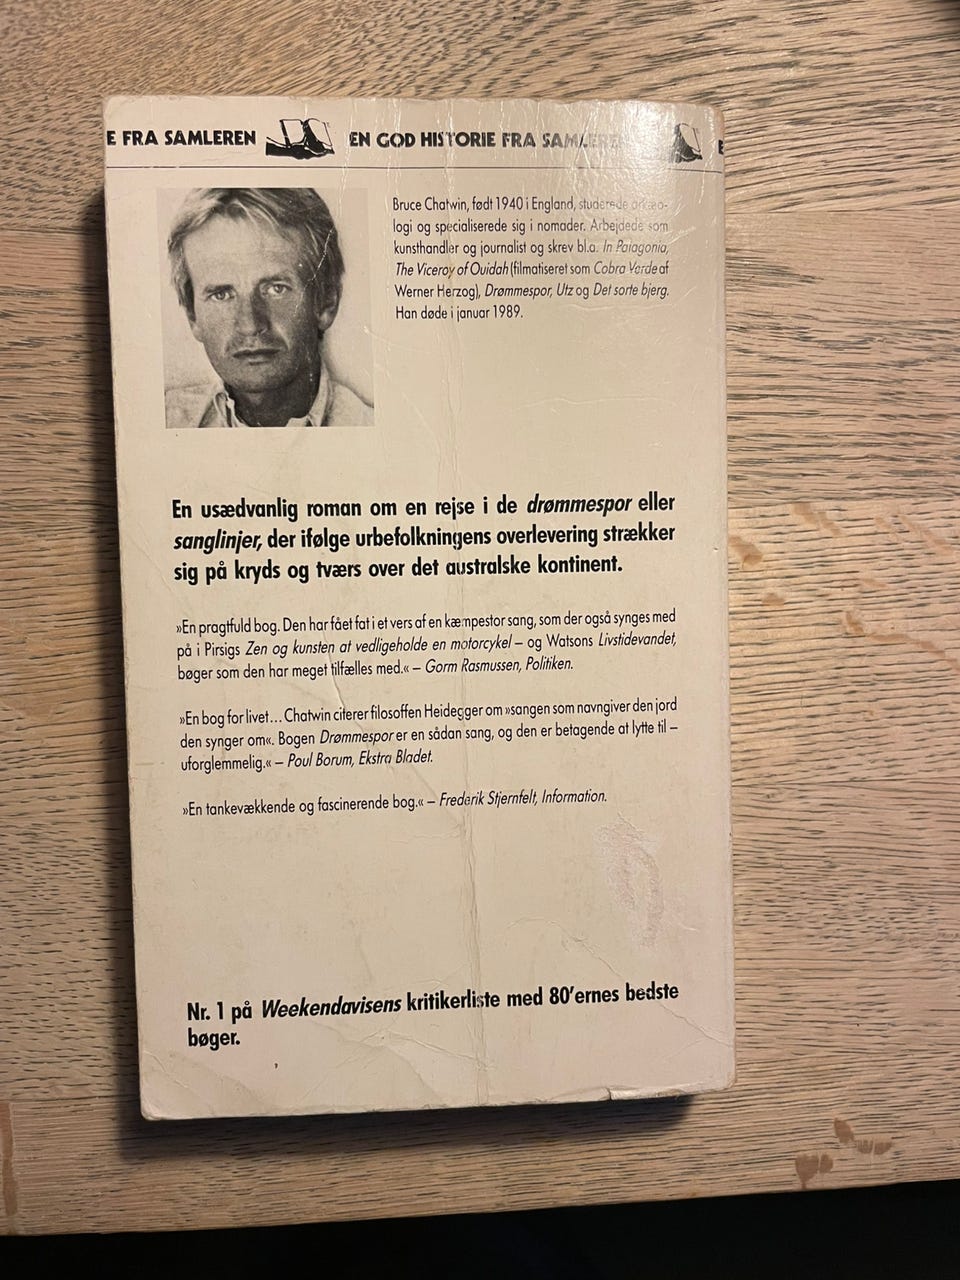 E FRA SAMLEREN EN GOD HISTORIE FRA SAMLEREN E
Bruce Chatwin, født 1940 i England, studerede arkæo-
logi og specialiserede sig i nomader. Arbejdede som
kunsthandler og journalist og skrev bl.a. In Patagonia,
The Viceroy of Ouidah (filmatiseret som Cobra Verde af
Werner Herzog), Drømmespor, Utz og Det sorte bjerg.
Han døde i januar 1989.
En usædvanlig roman om en rejse i de drømmespor eller
sanglinjer, der ifølge urbefolkningens overlevering strækker
sig på kryds og tværs over det australske kontinent.
»En pragtfuld bog. Den har fået fat i et vers af en kæmpestor sang, som der også synges med
på i Pirsigs Zen og kunsten at vedligeholde en motorcykel – og Watsons Livstidevandet,
bøger som den har meget tilfælles med.« – Gorm Rasmussen, Politiken.
»En bog for livet... Chatwin citerer filosoffen Heidegger om »sangen som navngiver den jord
den synger om«. Bogen Drømmespor er en sådan sang, og den er betagende at lytte til –
uforglemmelig.« – Poul Borum, Ekstra Bladet.
»En tankevækkende og fascinerende bog.« – Frederik Stjernfelt, Information.
Nr. 1 på Weekendavisens kritikerliste med 80'ernes bedste
bøger.